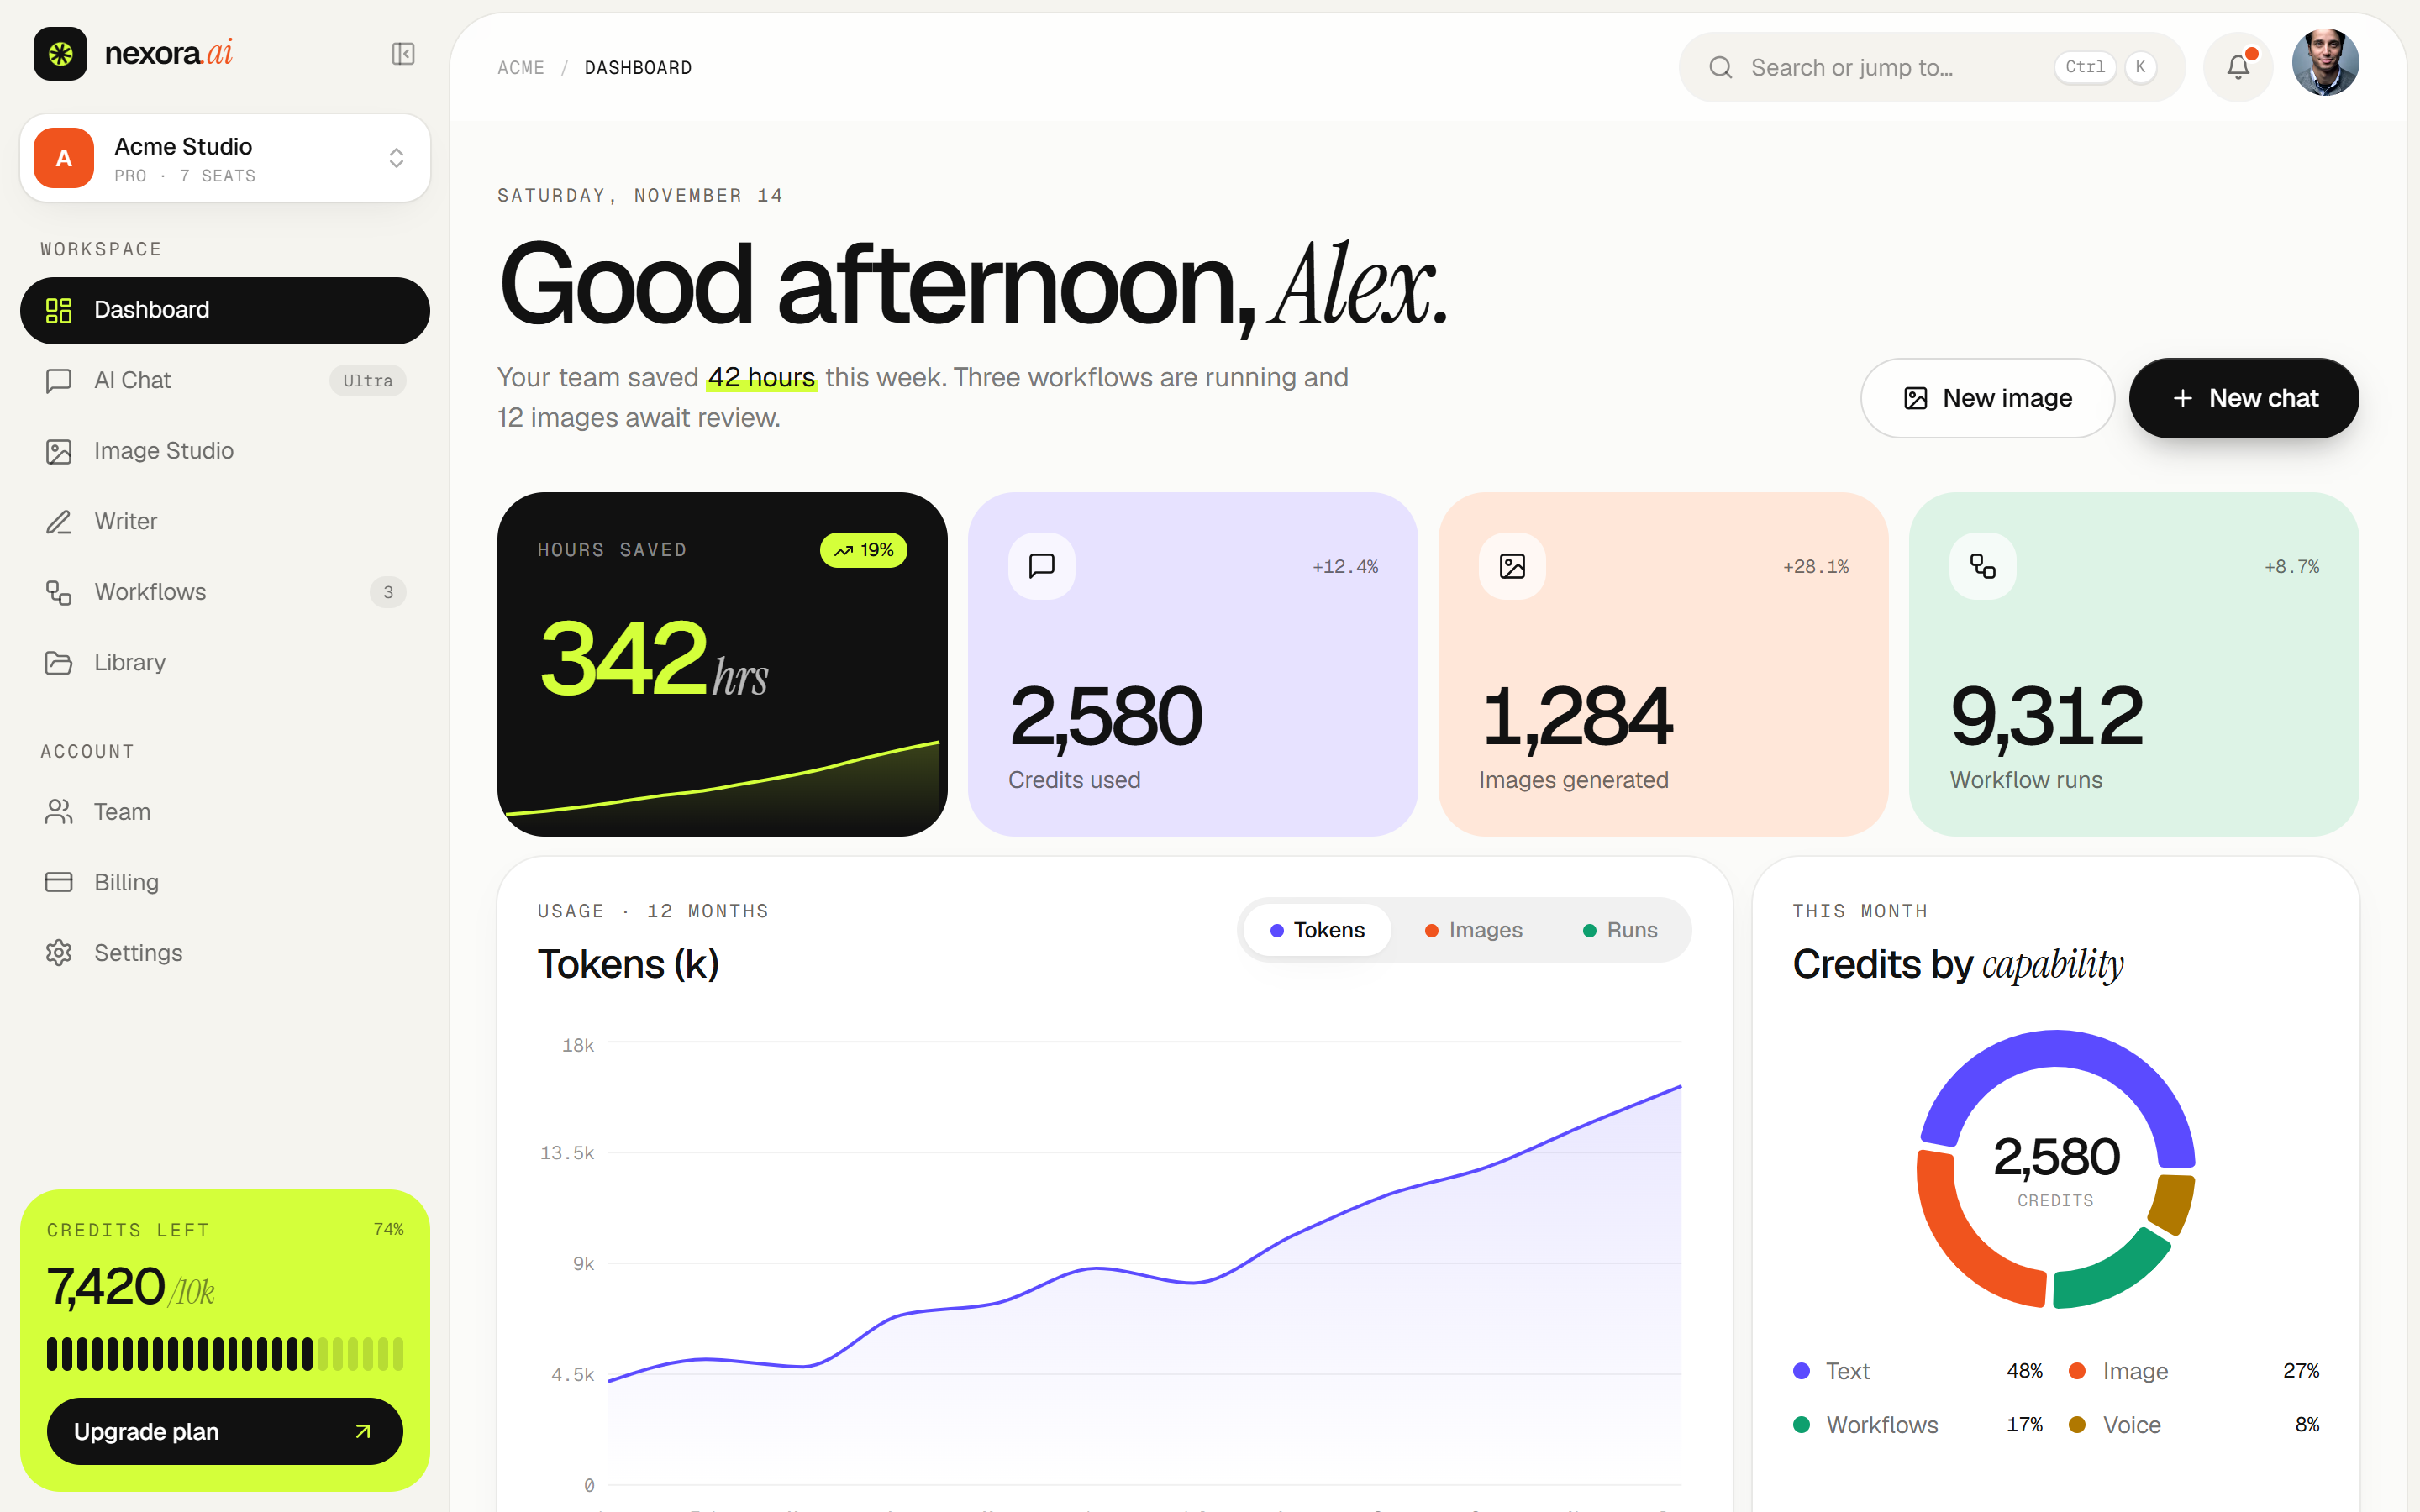 nexora.ai
A
Acme Studio
PRO · 7 SEATS
WORKSPACE
Dashboard
AI Chat
Ultra
Image Studio
Writer
Workflows
3
Library
ACCOUNT
Team
Billing
Settings
CREDITS LEFT
74%
7,420/10k
Upgrade plan
ACME / DASHBOARD
Search or jump to...
Ctrl K
SATURDAY, NOVEMBER 14
Good afternoon, Alex.
Your team saved 42 hours this week. Three workflows are running and
12 images await review.
New image
New chat
HOURS SAVED
19%
342hrs
+12.4%
2,580
Credits used
+28.1%
1,284
Images generated
+8.7%
9,312
Workflow runs
USAGE · 12 MONTHS
Tokens (k)
Tokens
Images
Runs
18k
13.5k
9k
4.5k
0
THIS MONTH
Credits by capability
2,580
CREDITS
Text 48%
Image 27%
Workflows 17%
Voice 8%